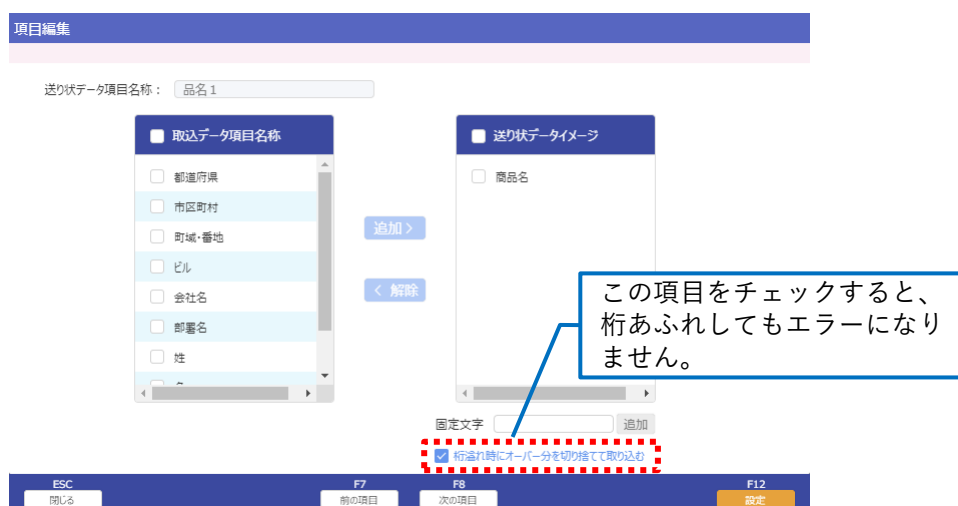 項目編集
送り状データ項目名称： 品名１
取込データ項目名称
送り状データイメージ
都道府県
商品名
市区町村
町域・番地
ビル
会社名
部署名
姓
追加 >
< 解除
この項目をチェックすると、
桁あふれしてもエラーになり
ません。
固定文字
追加
桁溢れ時にオーバー分を切り捨てて取り込む
ESC
F7
F8
F12
閉じる
前の項目
次の項目
設定